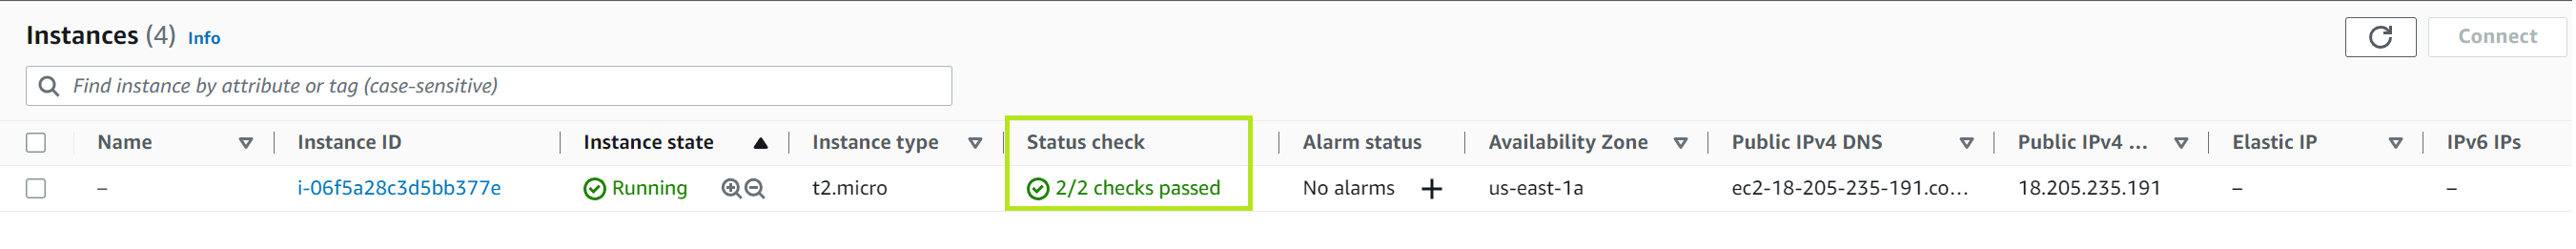 Instances (4) Info
Connect
Find instance by attribute or tag (case-sensitive)
Name Instance ID Instance state Instance type Status check Alarm status Availability Zone Public IPv4 DNS Public IPv4 ... Elastic IP IPv6 IPs
– i-06f5a28c3d5bb377e Running t2.micro 2/2 checks passed No alarms + us-east-1a ec2-18-205-235-191.co... 18.205.235.191 – –